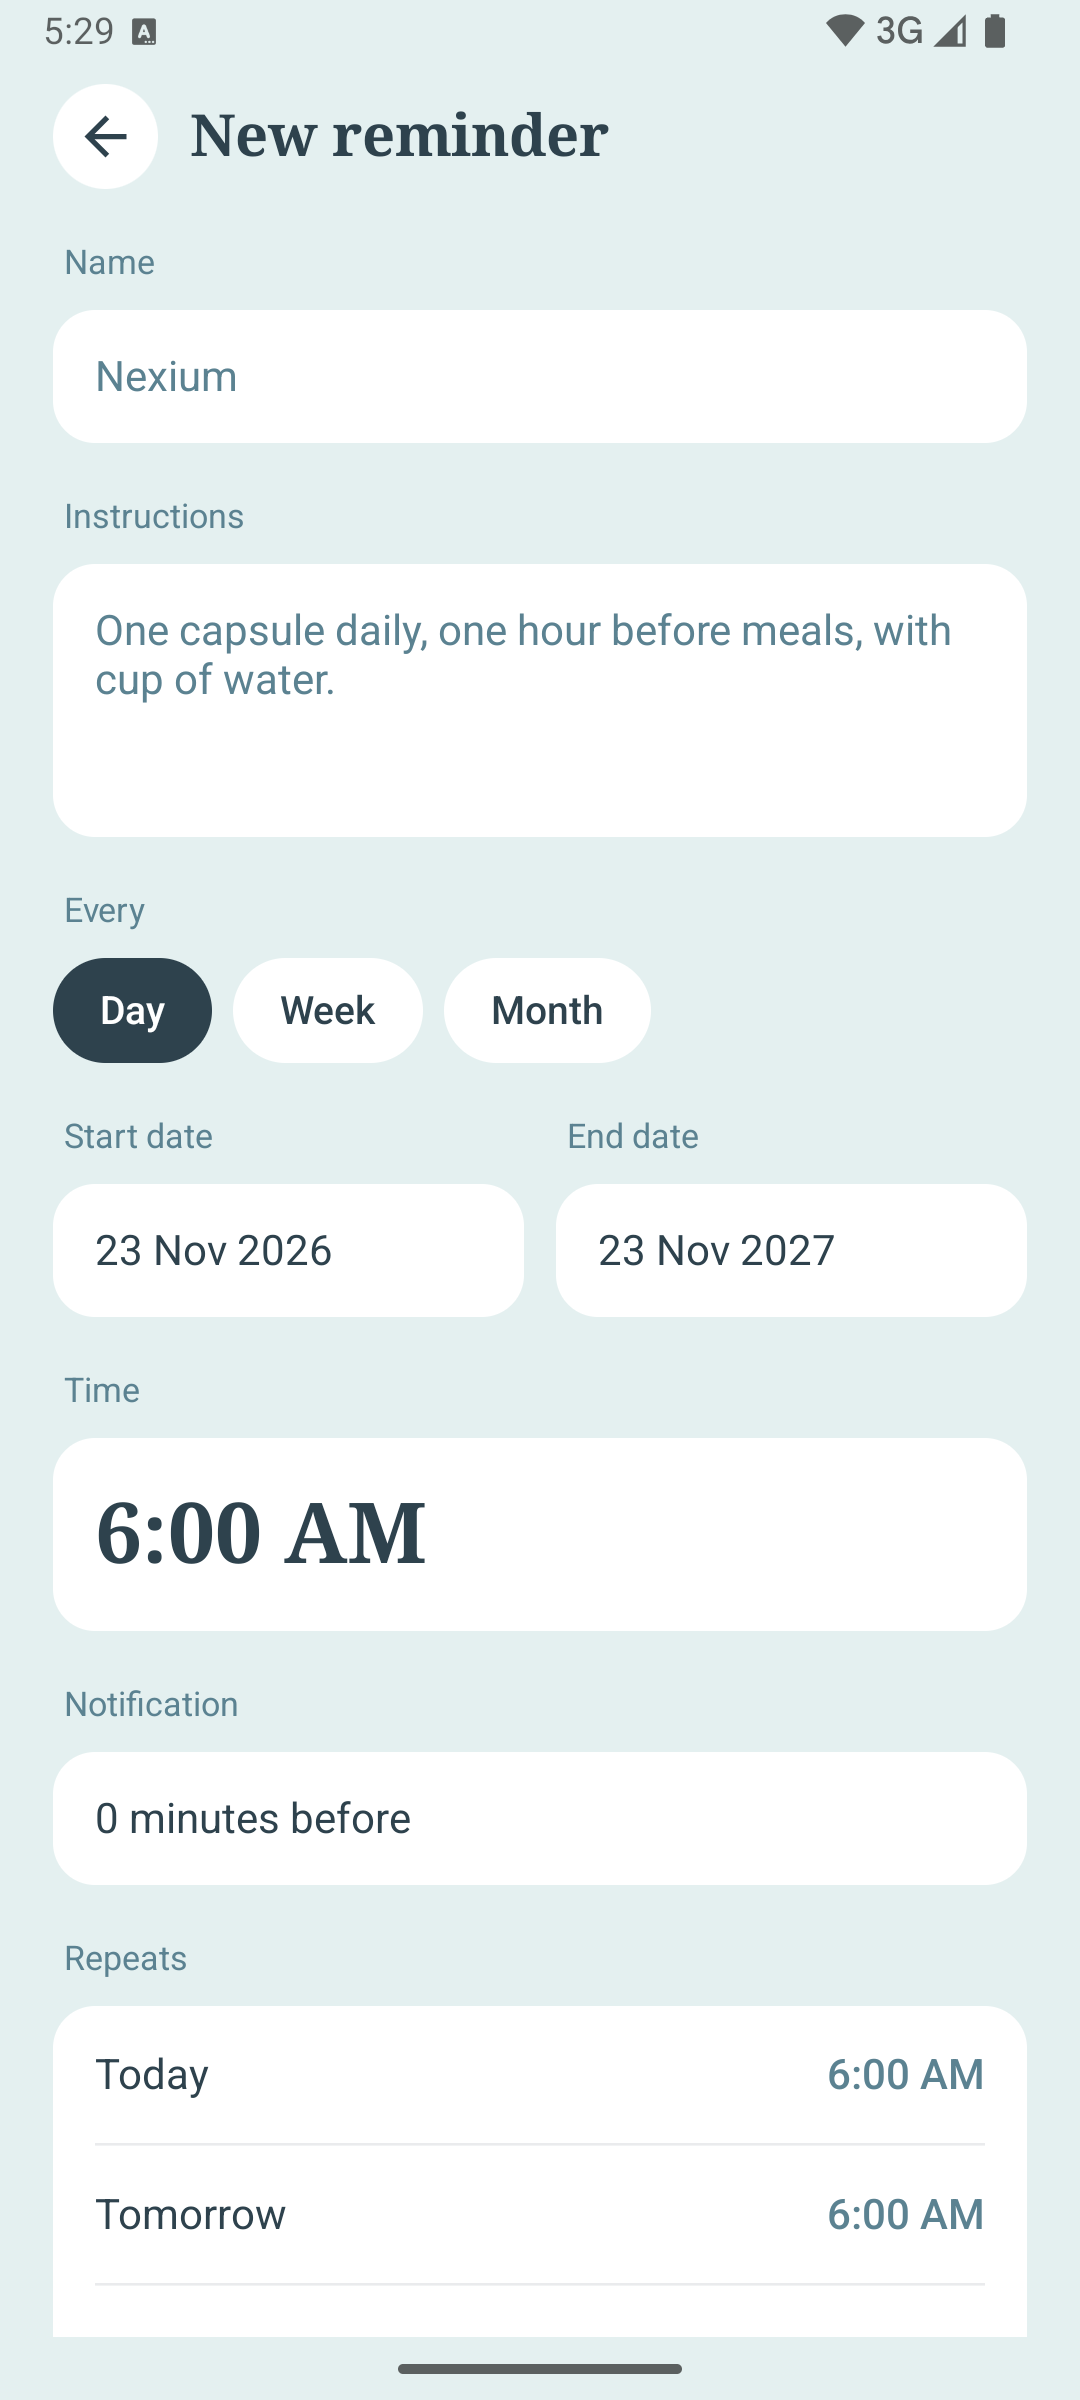 5:29
3G
New reminder
Name
Nexium
Instructions
One capsule daily, one hour before meals, with
cup of water.
Every
Day Week Month
Start date End date
23 Nov 2026 23 Nov 2027
Time
6:00 AM
Notification
0 minutes before
Repeats
Today 6:00 AM
Tomorrow 6:00 AM